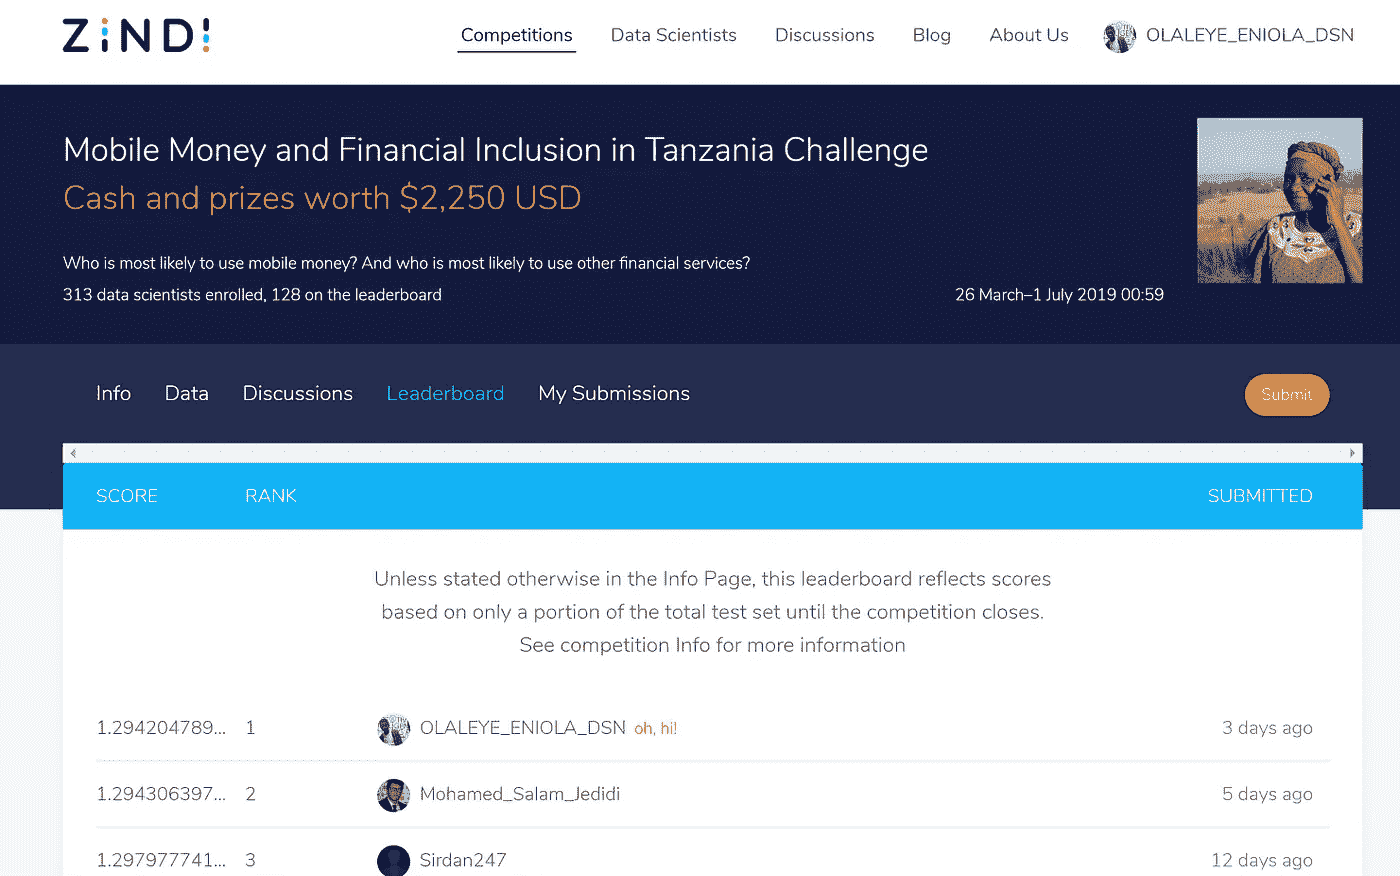 ZINDI
Competitions Data Scientists Discussions Blog About Us OLALEYE_ENIOLA_DSN
Mobile Money and Financial Inclusion in Tanzania Challenge
Cash and prizes worth $2,250 USD
Who is most likely to use mobile money? And who is most likely to use other financial services?
313 data scientists enrolled, 128 on the leaderboard 26 March–1 July 2019 00:59
Info Data Discussions Leaderboard My Submissions Submit
SCORE RANK SUBMITTED
Unless stated otherwise in the Info Page, this leaderboard reflects scores
based on only a portion of the total test set until the competition closes.
See competition Info for more information
1.294204789... 1 OLALEYE_ENIOLA_DSN oh, hi! 3 days ago
1.294306397... 2 Mohamed_Salam_Jedidi 5 days ago
1.297977741... 3 Sirdan247 12 days ago